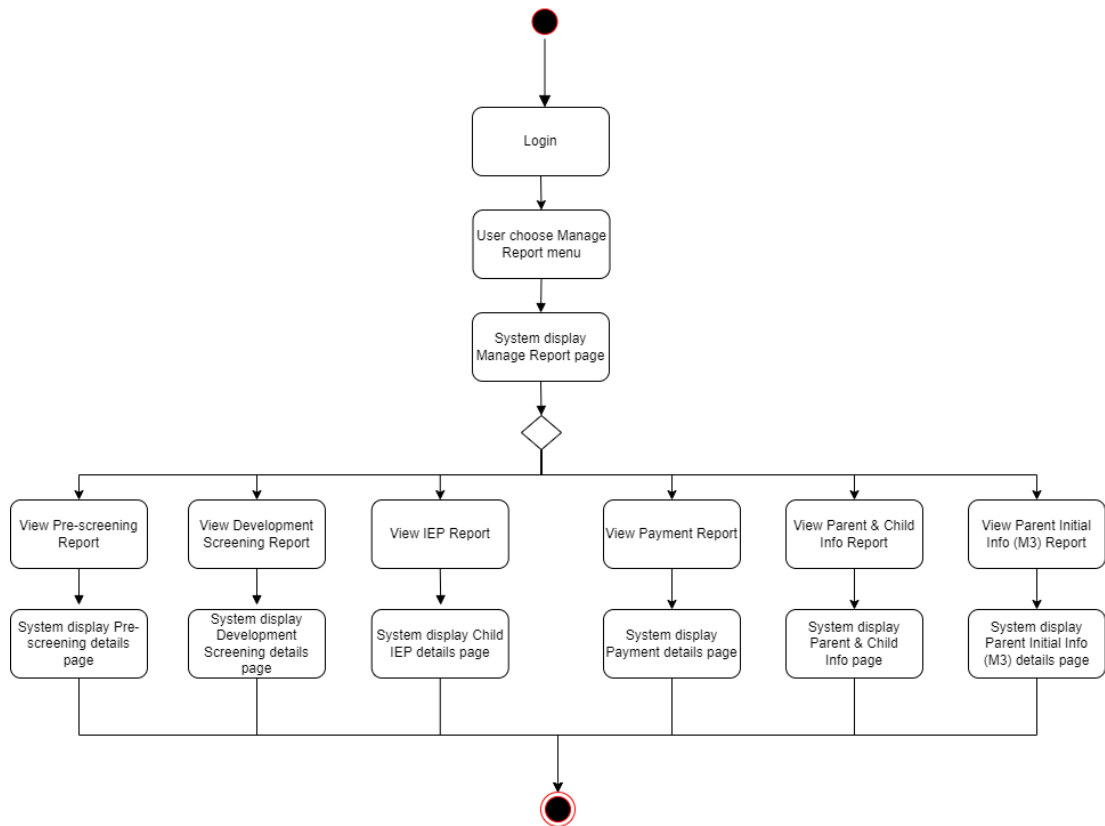 Login
User choose Manage
Report menu
System display
Manage Report page
View Pre-screening
Report
View Development
Screening Report
View IEP Report
View Payment Report
View Parent & Child
Info Report
View Parent Initial
Info (M3) Report
System display Pre-
screening details
page
System display
Development
Screening details
page
System display Child
IEP details page
System display
Payment details page
System display
Parent & Child
Info page
System display
Parent Initial Info
(M3) details page